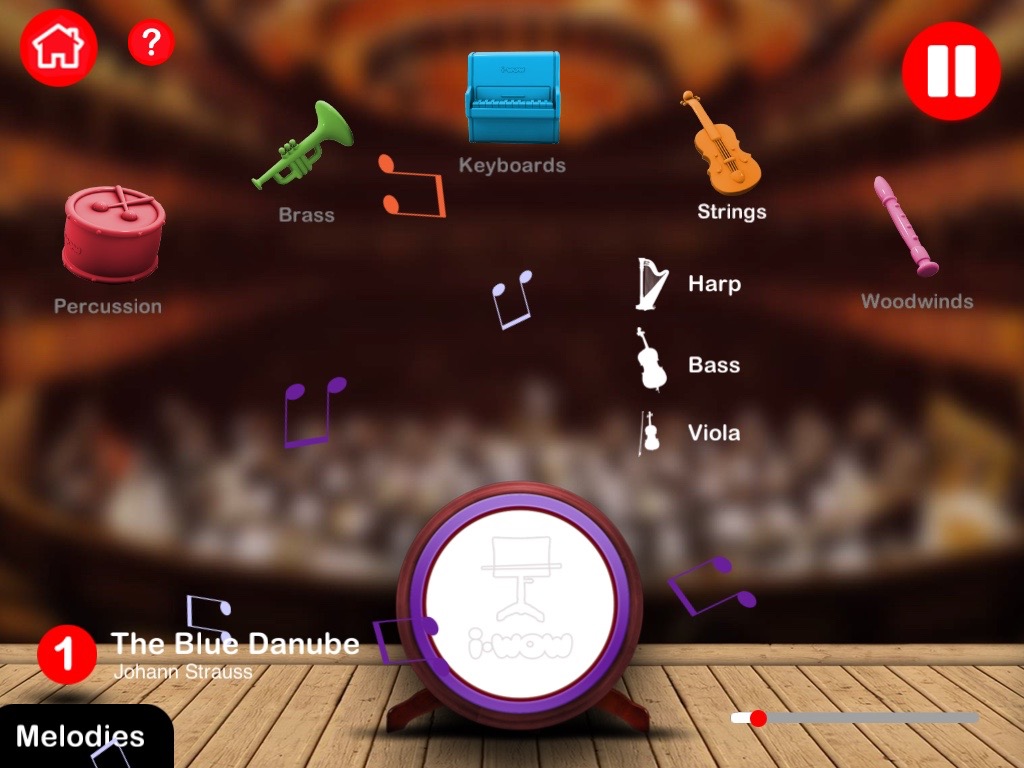 ?
Keyboards
Brass
Strings
Percussion
Woodwinds
Harp
Bass
Viola
i-wow
1
The Blue Danube
Johann Strauss
Melodies